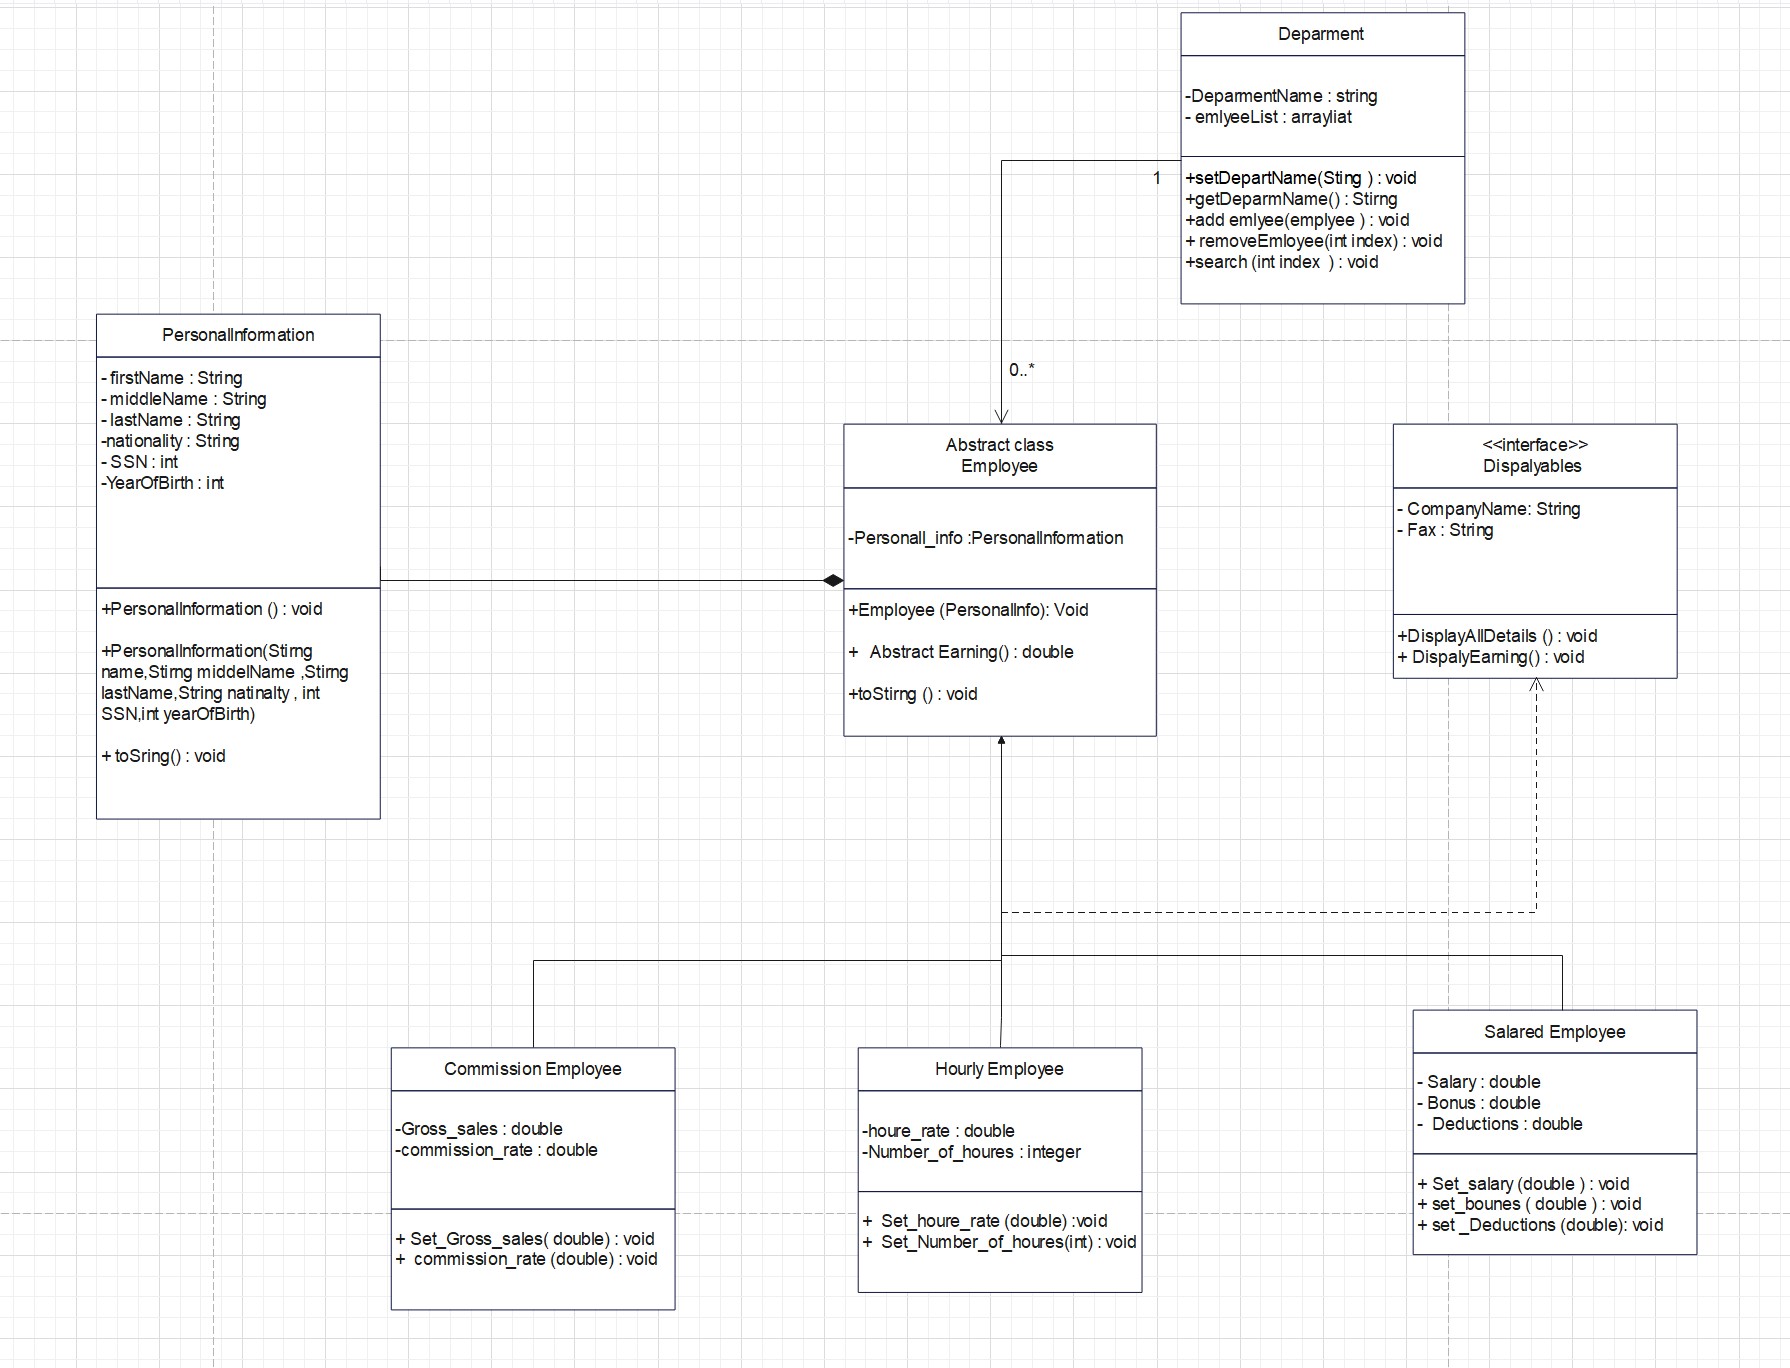 Deparment
-DeparmentName : string
- emlyeeList : arrayliat
+setDepartName(Sting ) : void
+getDeparmName() : Stirng
+add emlyee(emplyee ) : void
+ removeEmloyee(int index) : void
+search (int index  ) : void
1
0..*
PersonalInformation
- firstName : String
- middleName : String
- lastName : String
-nationality : String
- SSN : int
-YearOfBirth : int
+PersonalInformation () : void
+PersonalInformation(Stirng
name,Stirng middelName ,Stirng
lastName,String natinalty , int
SSN,int yearOfBirth)
+ toSring() : void
Abstract class
Employee
-Personall_info :PersonalInformation
+Employee (PersonalInfo): Void
+   Abstract Earning() : double
+toStirng () : void
<<interface>>
Dispalyables
- CompanyName: String
- Fax : String
+DisplayAllDetails () : void
+ DispalyEarning() : void
Commission Employee
-Gross_sales : double
-commission_rate : double
+ Set_Gross_sales( double) : void
+  commission_rate (double) : void
Hourly Employee
-houre_rate : double
-Number_of_houres : integer
+  Set_houre_rate (double) :void
+  Set_Number_of_houres(int) : void
Salared Employee
- Salary : double
- Bonus : double
-  Deductions : double
+ Set_salary (double ) : void
+ set_bounes ( double ) : void
+ set _Deductions (double): void